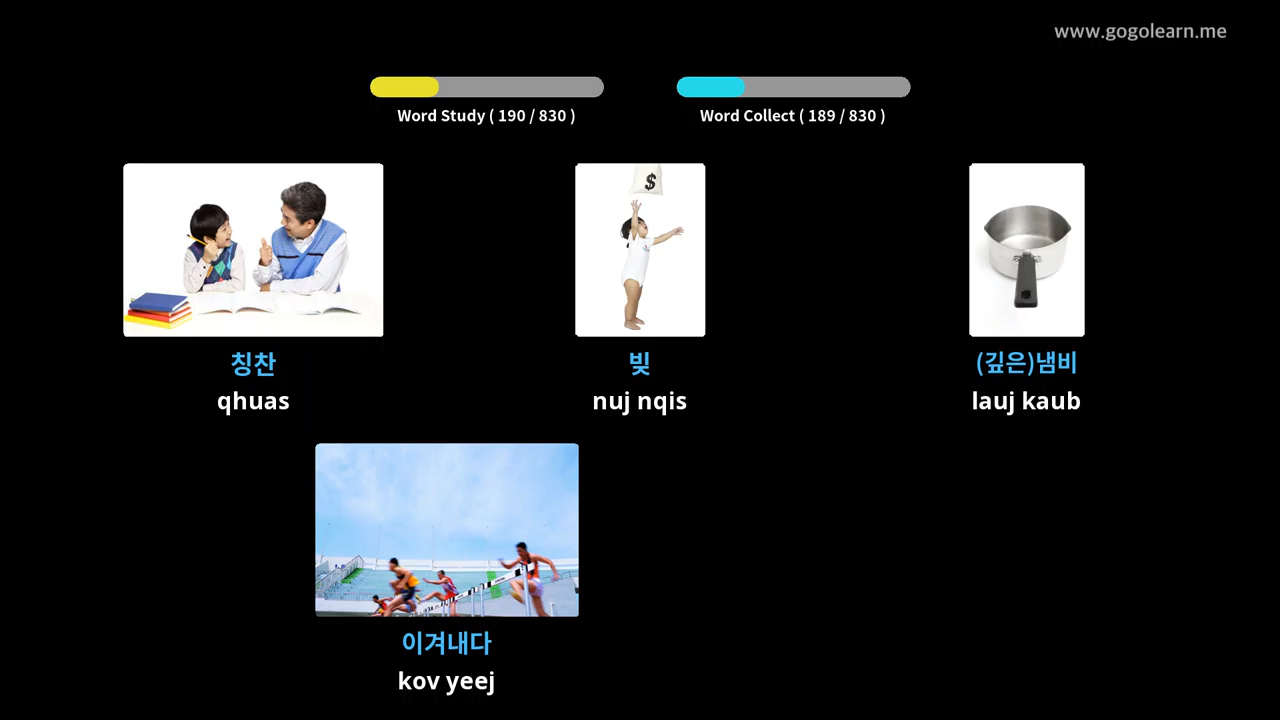 www.gogolearn.me
Word Study ( 190 / 830 )
Word Collect ( 189 / 830 )
$
칭찬
qhuas
빚
nuj nqis
(깊은)냄비
lauj kaub
이겨내다
kov yeej